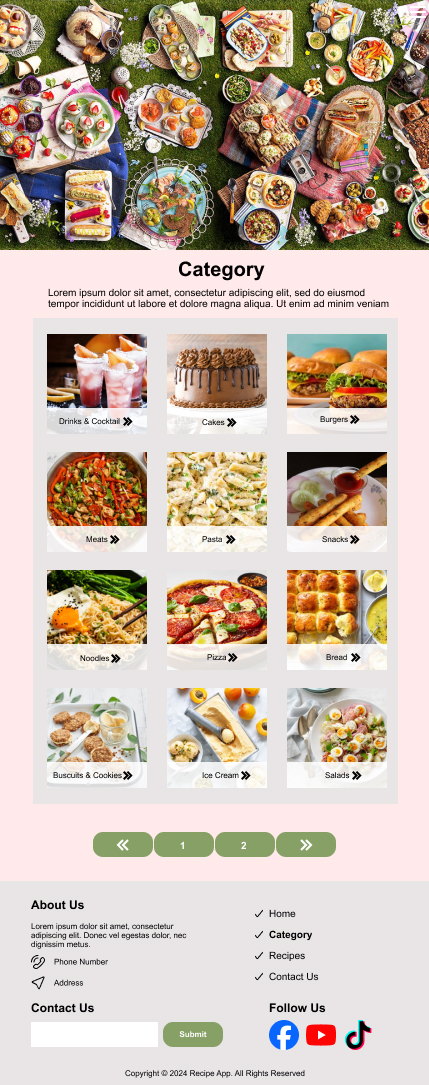 Category
Lorem ipsum dolor sit amet, consectetur adipiscing elit, sed do eiusmod
tempor incididunt ut labore et dolore magna aliqua. Ut enim ad minim veniam
Drinks & Cocktail
Cakes
Burgers
Meats
Pasta
Snacks
Noodles
Pizza
Bread
Buscuits & Cookies
Ice Cream
Salads
1
2
About Us
Lorem ipsum dolor sit amet, consectetur
adipiscing elit. Donec vel egestas dolor, nec
dignissim metus.
Phone Number
Address
Home
Category
Recipes
Contact Us
Contact Us
Submit
Follow Us
Copyright © 2024 Recipe App. All Rights Reserved